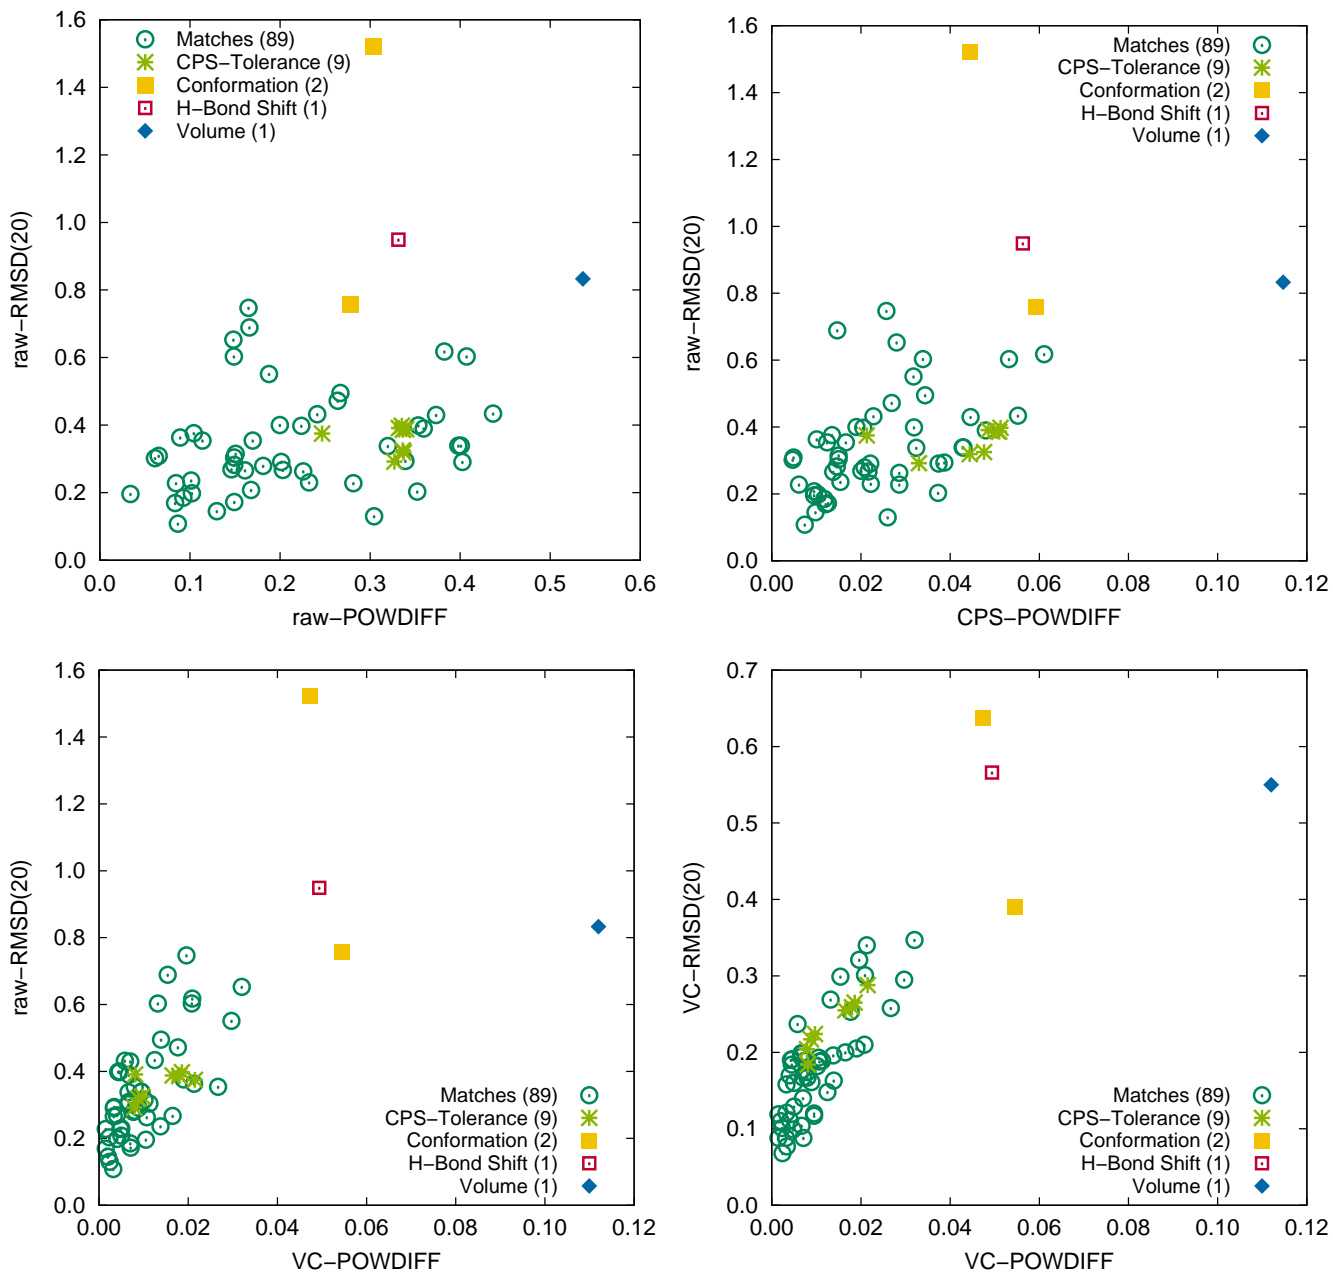 1.6
1.4
1.2
1.0
0.8
0.6
0.4
0.2
0.0
raw−RMSD(20)
Matches (89)
CPS−Tolerance (9)
Conformation (2)
H−Bond Shift (1)
Volume (1)
0.0 0.1 0.2 0.3 0.4 0.5 0.6
raw−POWDIFF
1.6
1.4
1.2
1.0
0.8
0.6
0.4
0.2
0.0
raw−RMSD(20)
Matches (89)
CPS−Tolerance (9)
Conformation (2)
H−Bond Shift (1)
Volume (1)
0.00 0.02 0.04 0.06 0.08 0.10 0.12
CPS−POWDIFF
1.6
1.4
1.2
1.0
0.8
0.6
0.4
0.2
0.0
raw−RMSD(20)
Matches (89)
CPS−Tolerance (9)
Conformation (2)
H−Bond Shift (1)
Volume (1)
0.00 0.02 0.04 0.06 0.08 0.10 0.12
VC−POWDIFF
0.7
0.6
0.5
0.4
0.3
0.2
0.1
0.0
VC−RMSD(20)
Matches (89)
CPS−Tolerance (9)
Conformation (2)
H−Bond Shift (1)
Volume (1)
0.00 0.02 0.04 0.06 0.08 0.10 0.12
VC−POWDIFF